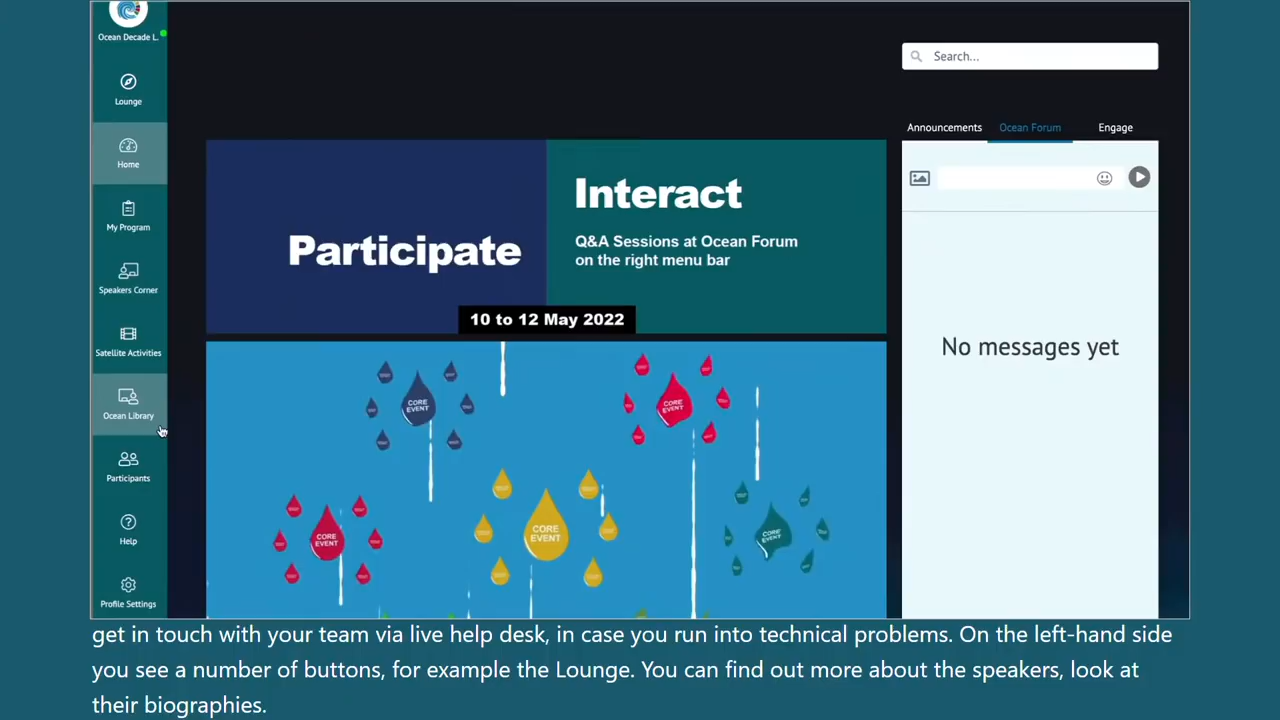 Ocean Decade L.
Lounge
Home
My Program
Speakers Corner
Satellite Activities
Ocean Library
Participants
Help
Profile Settings
Participate
Interact
Q&A Sessions at Ocean Forum
on the right menu bar
10 to 12 May 2022
CORE
EVENT
CORE
EVENT
CORE
EVENT
CORE
EVENT
CORE
EVENT
Search...
Announcements
Ocean Forum
Engage
No messages yet
get in touch with your team via live help desk, in case you run into technical problems. On the left-hand side
you see a number of buttons, for example the Lounge. You can find out more about the speakers, look at
their biographies.